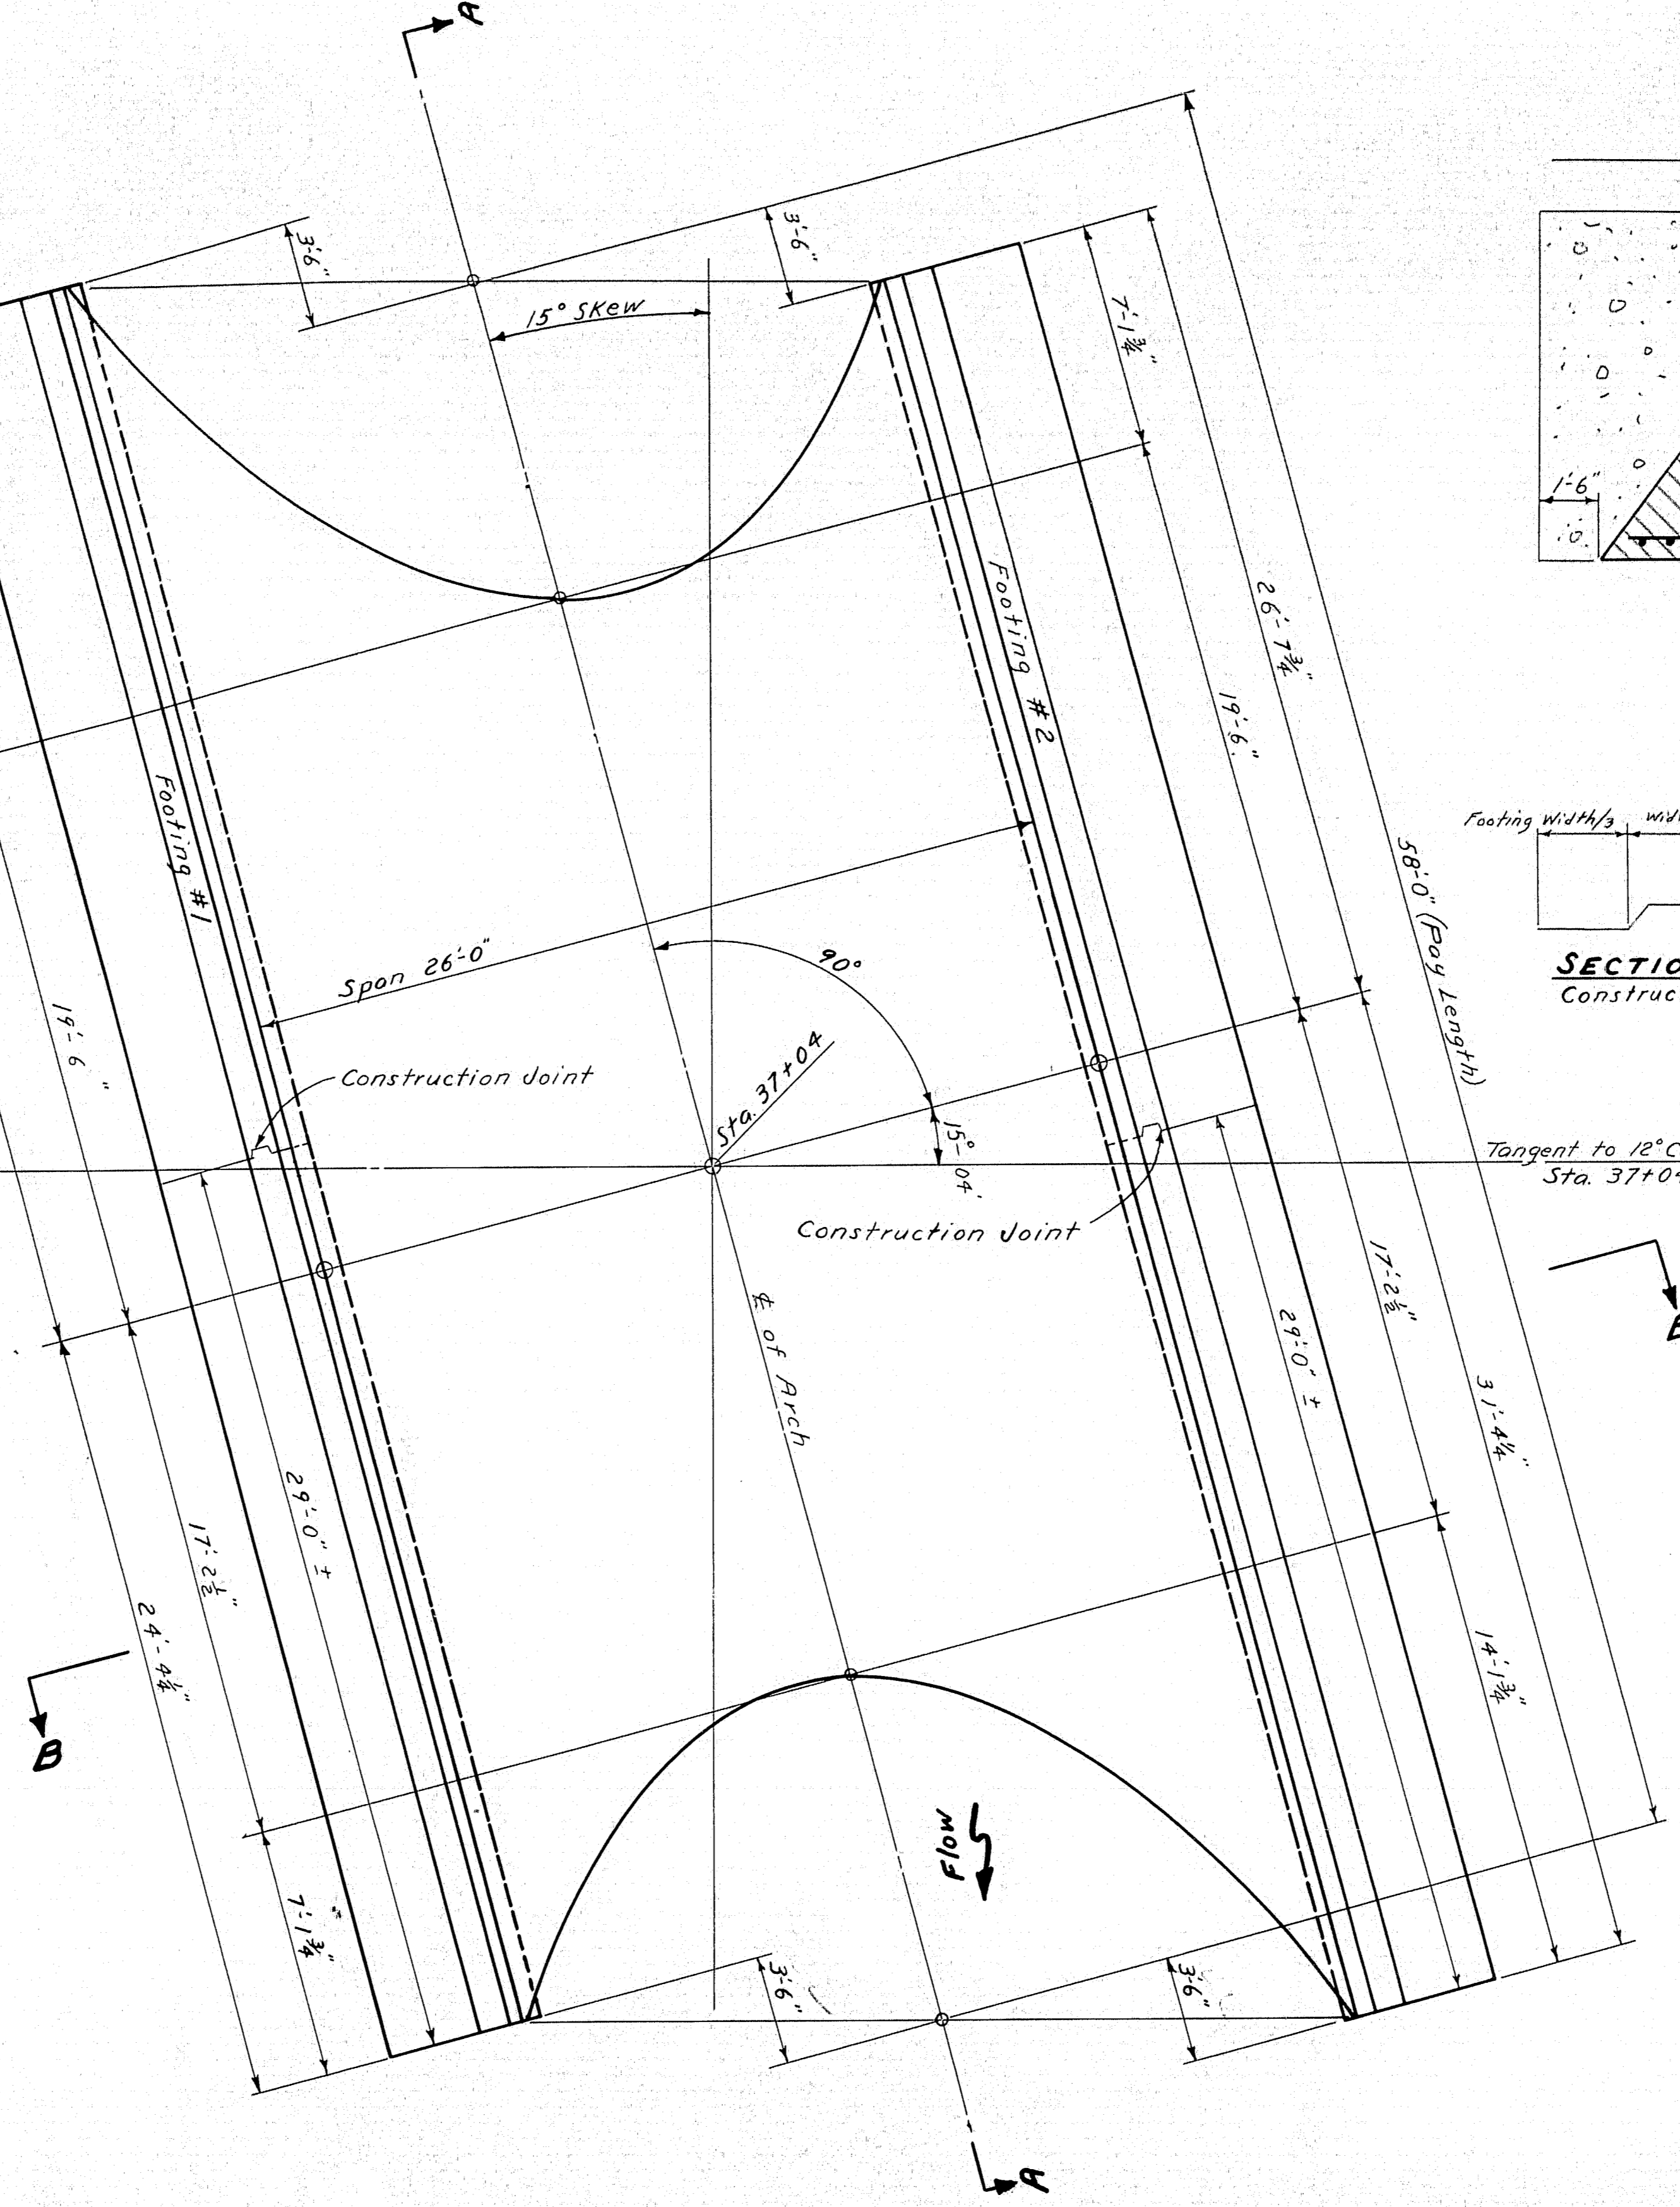 A
3'-6"
3'-6"
15° Skew
7'-1¾"
1'-6"
Footing #2
26'-7¾"
19'-6"
Footing #1
Footing Width/3
58'-0" (Pay Length)
SECTIO
Construc
Span 26'-0"
90°
19'-6"
Construction Joint
Sta. 37+04
15°-04'
Tangent to 12° C
Sta. 37+04
Construction Joint
17'-2½"
29'-0" ±
₵ of Arch
31'-4¼"
29'-0" ±
17'-2½"
24'-4¼"
14'-1¾"
B
Flow
7'-1¾"
3'-6"
3'-6"
A